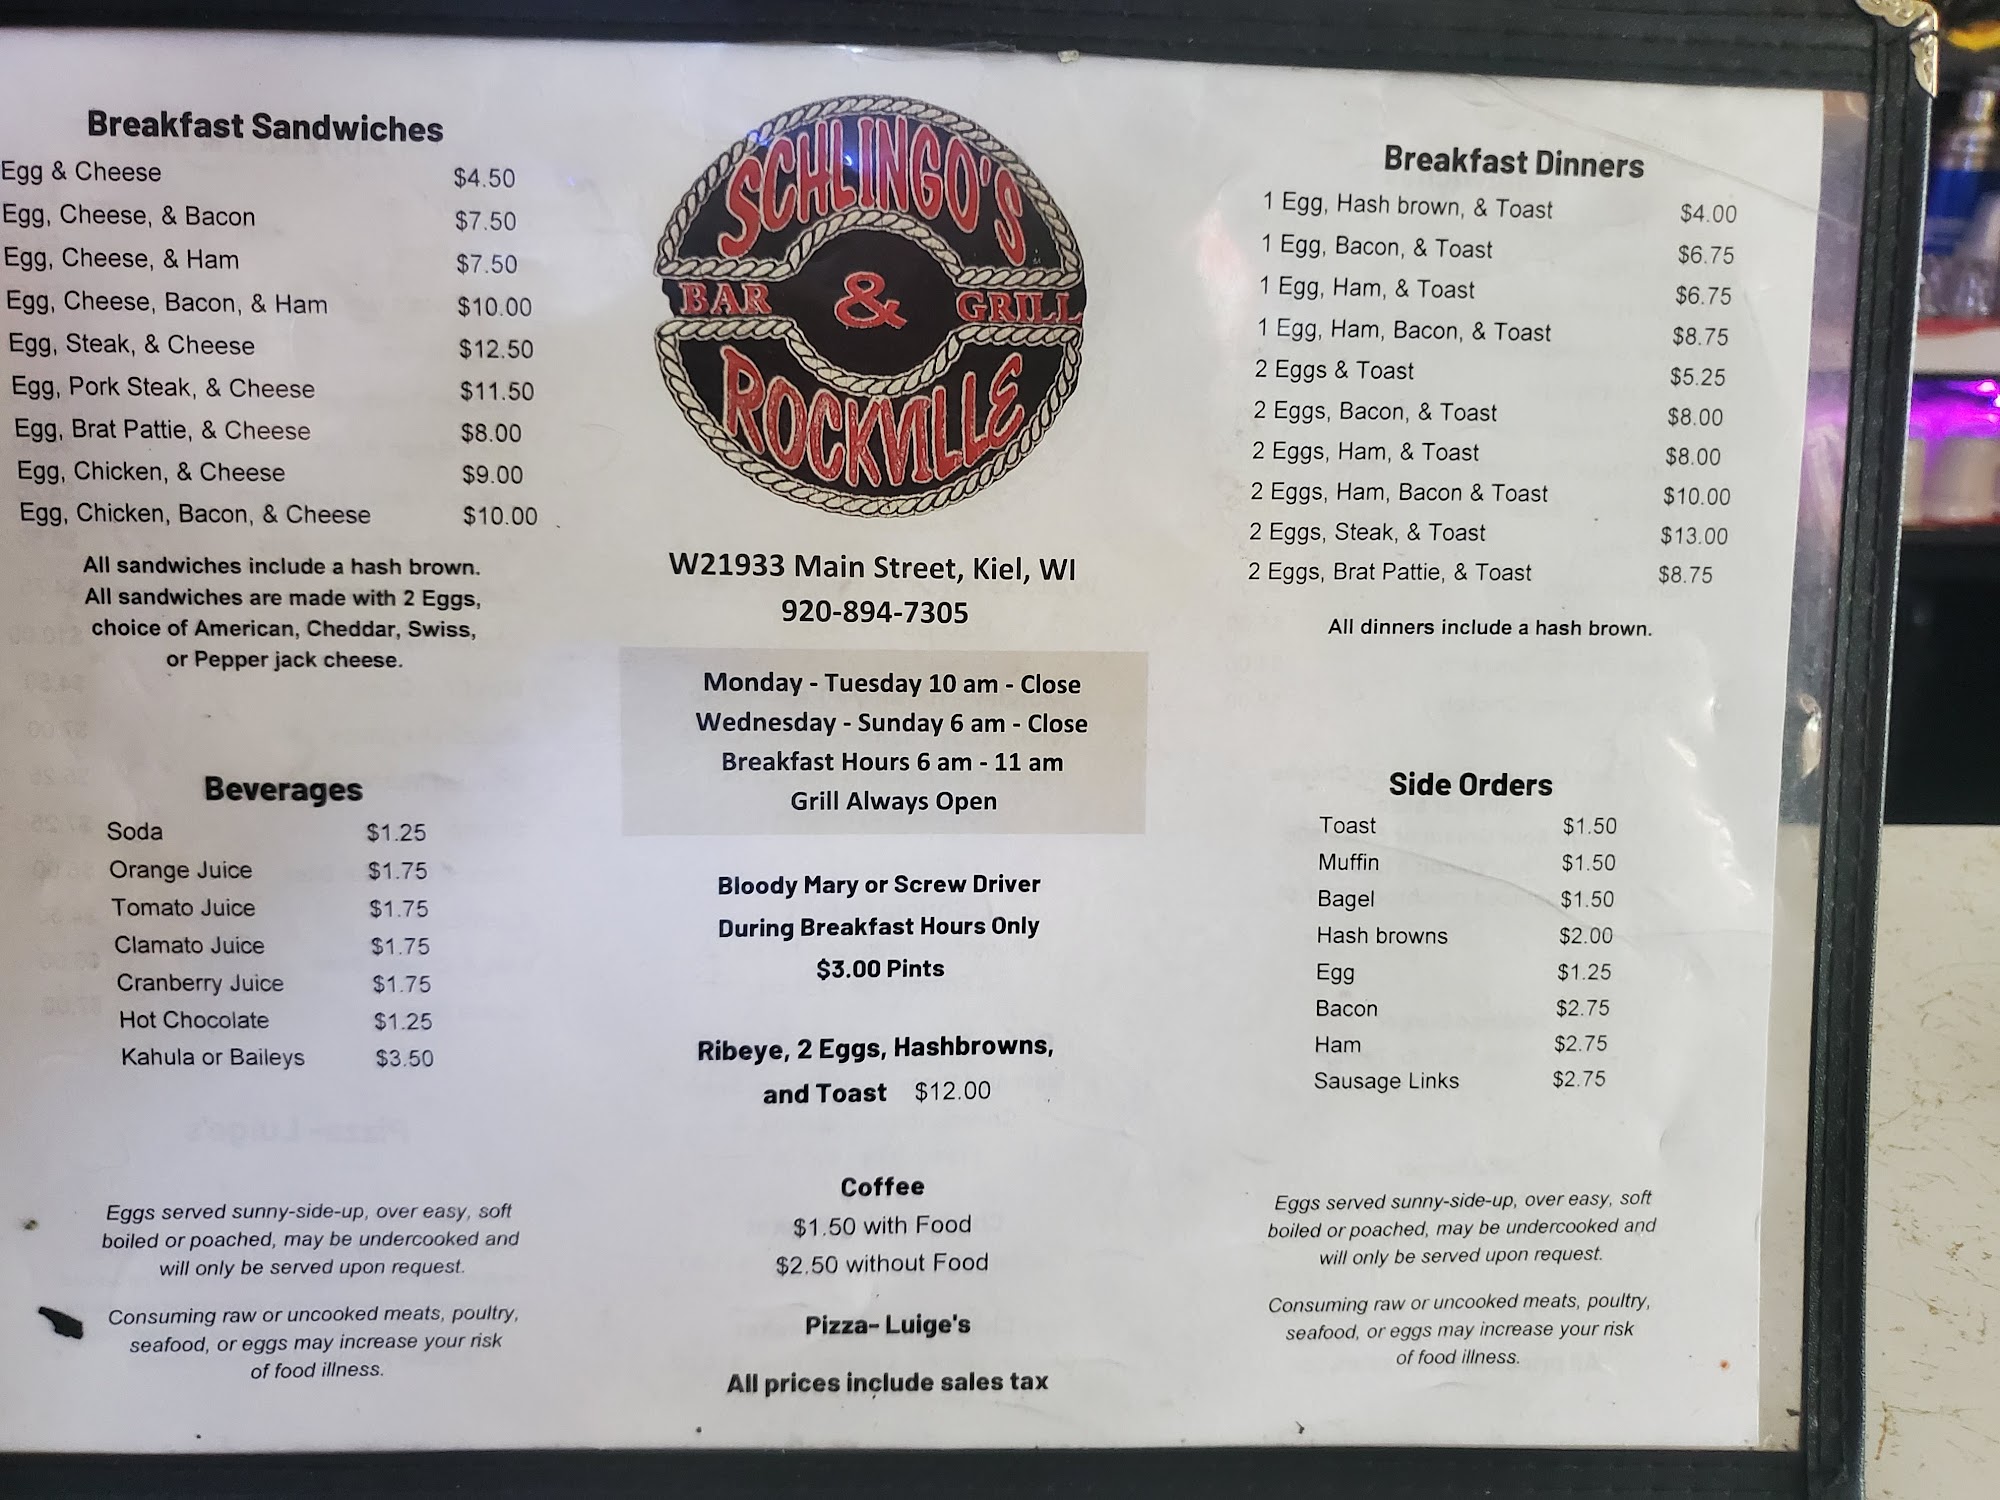 Breakfast Sandwiches
Egg & Cheese $4.50
Egg, Cheese, & Bacon $7.50
Egg, Cheese, & Ham $7.50
Egg, Cheese, Bacon, & Ham $10.00
Egg, Steak, & Cheese $12.50
Egg, Pork Steak, & Cheese $11.50
Egg, Brat Pattie, & Cheese $8.00
Egg, Chicken, & Cheese $9.00
Egg, Chicken, Bacon, & Cheese $10.00
All sandwiches include a hash brown.
All sandwiches are made with 2 Eggs,
choice of American, Cheddar, Swiss,
or Pepper jack cheese.
Beverages
Soda $1.25
Orange Juice $1.75
Tomato Juice $1.75
Clamato Juice $1.75
Cranberry Juice $1.75
Hot Chocolate $1.25
Kahula or Baileys $3.50
Eggs served sunny-side-up, over easy, soft
boiled or poached, may be undercooked and
will only be served upon request.
Consuming raw or uncooked meats, poultry,
seafood, or eggs may increase your risk
of food illness.
SCHLINGO'S
BAR & GRILL
ROCKVILLE
W21933 Main Street, Kiel, WI
920-894-7305
Monday - Tuesday 10 am - Close
Wednesday - Sunday 6 am - Close
Breakfast Hours 6 am - 11 am
Grill Always Open
Bloody Mary or Screw Driver
During Breakfast Hours Only
$3.00 Pints
Ribeye, 2 Eggs, Hashbrowns,
and Toast $12.00
Coffee
$1.50 with Food
$2.50 without Food
Pizza- Luige's
All prices include sales tax
Breakfast Dinners
1 Egg, Hash brown, & Toast $4.00
1 Egg, Bacon, & Toast $6.75
1 Egg, Ham, & Toast $6.75
1 Egg, Ham, Bacon, & Toast $8.75
2 Eggs & Toast $5.25
2 Eggs, Bacon, & Toast $8.00
2 Eggs, Ham, & Toast $8.00
2 Eggs, Ham, Bacon & Toast $10.00
2 Eggs, Steak, & Toast $13.00
2 Eggs, Brat Pattie, & Toast $8.75
All dinners include a hash brown.
Side Orders
Toast $1.50
Muffin $1.50
Bagel $1.50
Hash browns $2.00
Egg $1.25
Bacon $2.75
Ham $2.75
Sausage Links $2.75
Eggs served sunny-side-up, over easy, soft
boiled or poached, may be undercooked and
will only be served upon request.
Consuming raw or uncooked meats, poultry,
seafood, or eggs may increase your risk
of food illness.